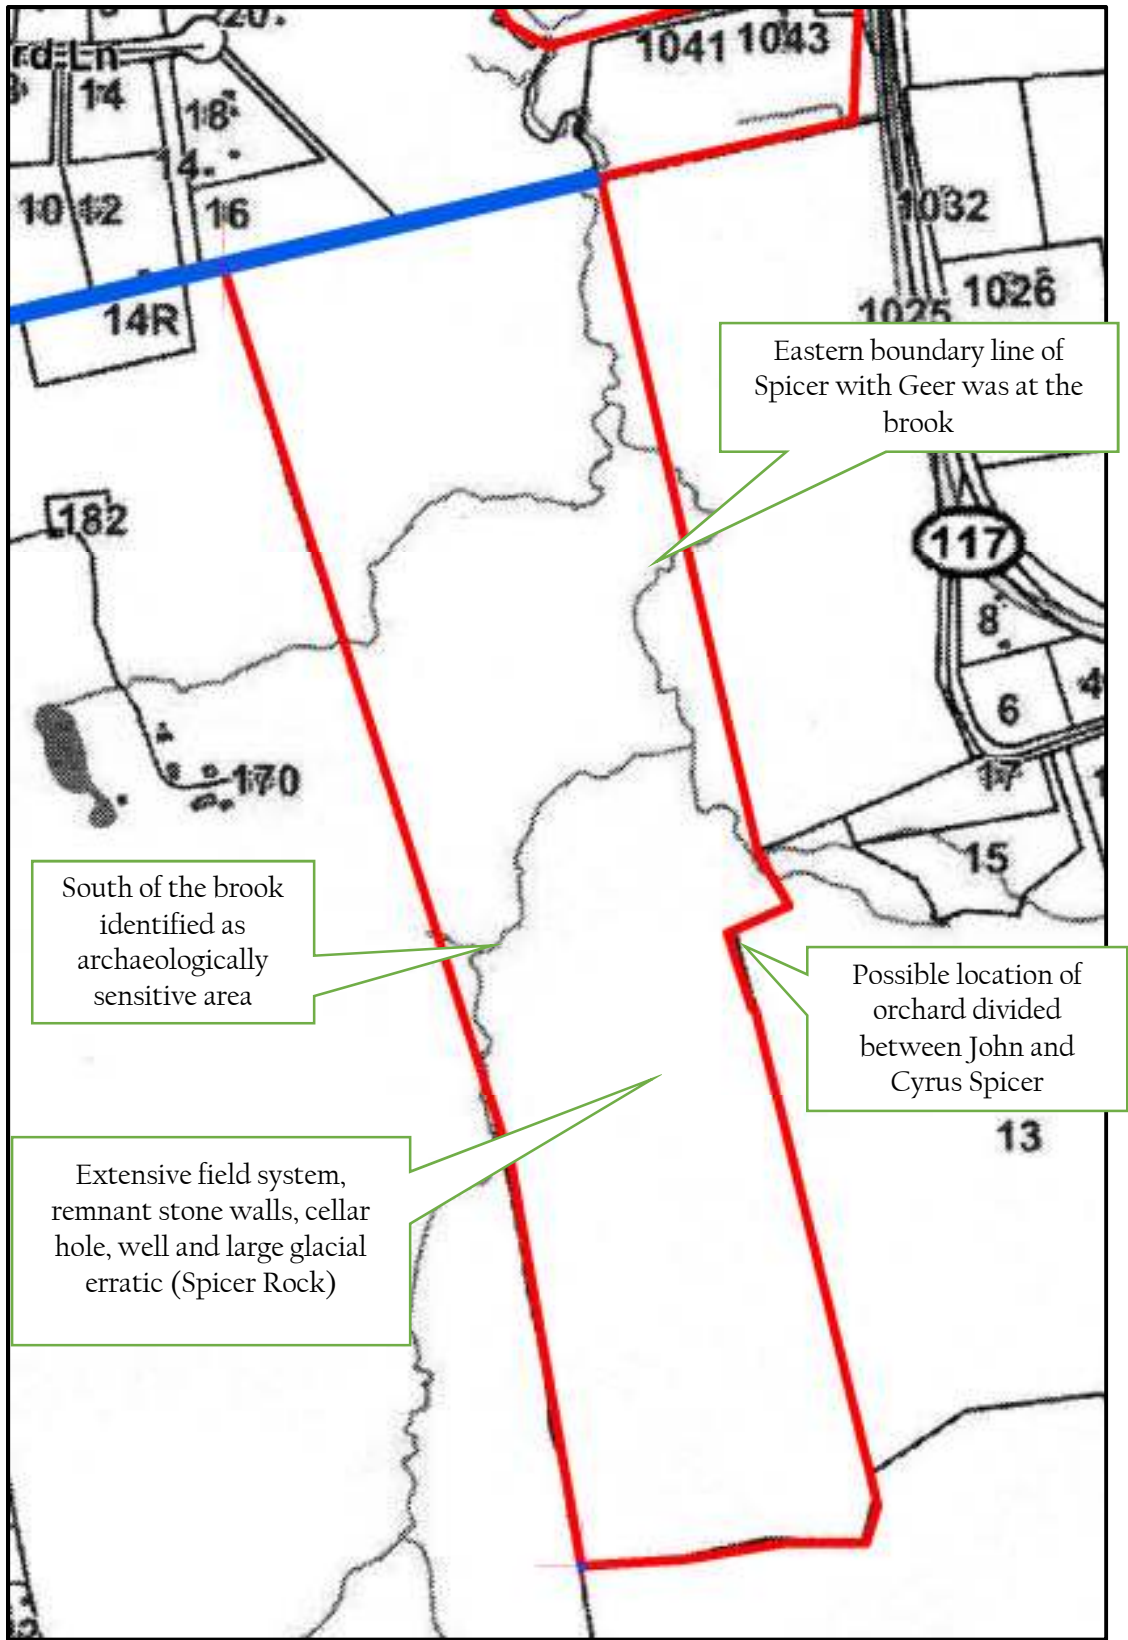 20.
rd Ln
1041 1043
14
18
14.
10 12
16
1032
14R
1026
1025
Eastern boundary line of
Spicer with Geer was at the
brook
182
117
8
6
4
170
17
15
South of the brook
identified as
archaeologically
sensitive area
Possible location of
orchard divided
between John and
Cyrus Spicer
13
Extensive field system,
remnant stone walls, cellar
hole, well and large glacial
erratic (Spicer Rock)